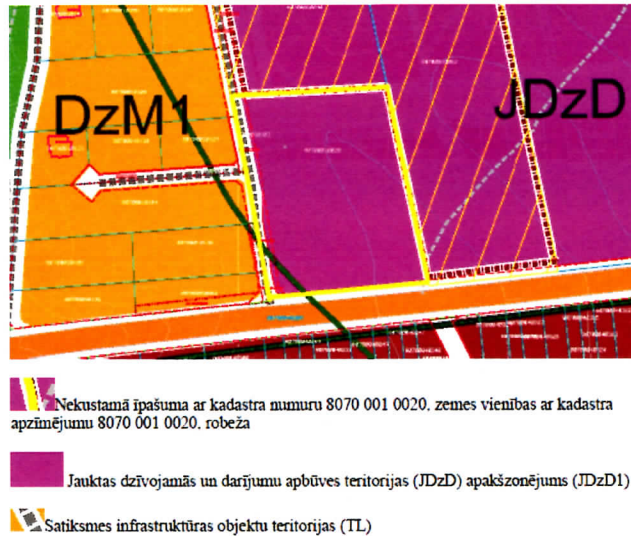 DzM1
JDzD
Nekustamā īpašuma ar kadastra numuru 8070 001 0020, zemes vienības ar kadastra
apzīmējumu 8070 001 0020, robeža
Jauktas dzīvojamās un darījumu apbūves teritorijas (JDzD) apakšzonējums (JDzD1)
Satiksmes infrastruktūras objektu teritorijas (TL)